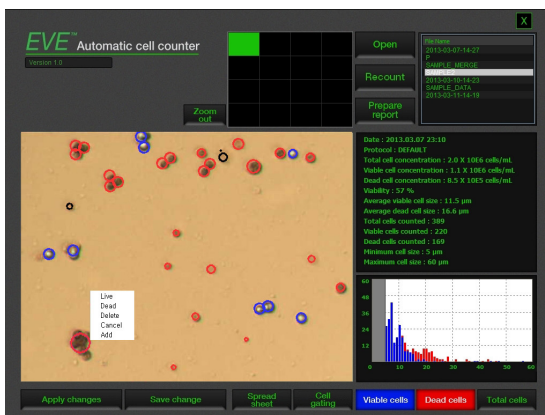 X
EVE™ Automatic cell counter
Version 1.0
Zoom out
Open
Recount
Prepare report
File Name
2013-03-07-14-27
P
SAMPLE_MERGE
SAMPLE2
2013-03-10-14-23
SAMPLE_DATA
2013-03-11-14-18
Date : 2013.03.07 23:10
Protocol : DEFAULT
Total cell concentration : 2.0 X 10E6 cells/mL
Viable cell concentration : 1.1 X 10E6 cells/mL
Dead cell concentration : 8.5 X 10E5 cells/mL
Viability : 57 %
Average viable cell size : 11.5 µm
Average dead cell size : 16.6 µm
Total cells counted : 389
Viable cells counted : 220
Dead cells counted : 169
Minimum cell size : 5 µm
Maximum cell size : 60 µm
Live
Dead
Delete
Cancel
Add
60
48
36
24
12
0 10 20 30 40 50 60
Apply changes
Save change
Spread sheet
Cell gating
Viable cells
Dead cells
Total cells